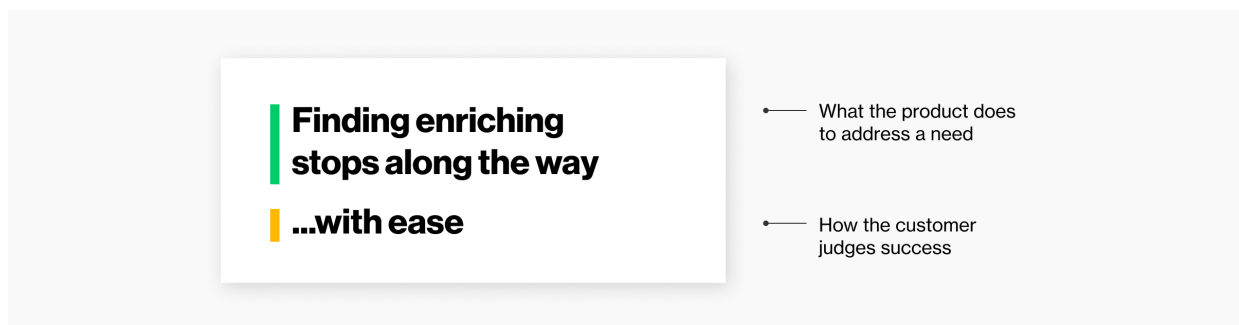 Finding enriching
stops along the way
...with ease
What the product does
to address a need
How the customer
judges success